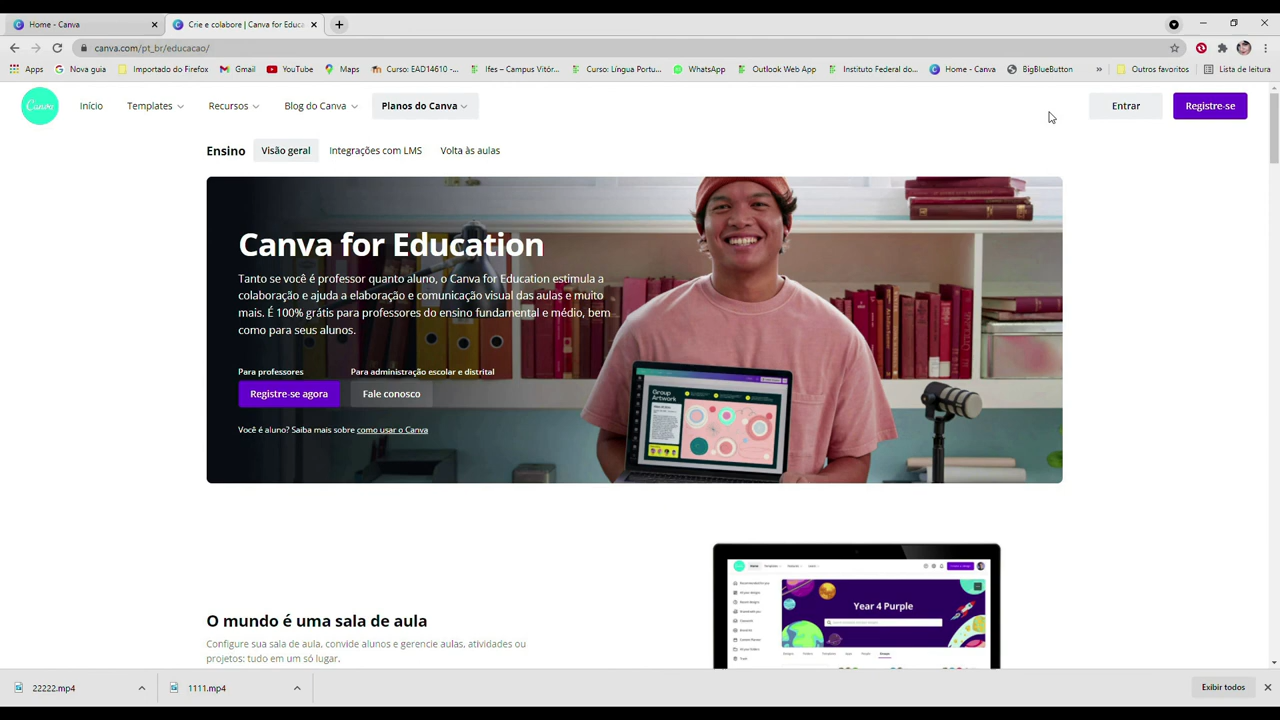 Home - Canva
Crie e colabore | Canva for Educa
canva.com/pt_br/educacao/
Apps
Nova guia
Importado do Firefox
Gmail
YouTube
Maps
Curso: EAD14610 -...
Ifes – Campus Vitór...
Curso: Língua Portu...
WhatsApp
Outlook Web App
Instituto Federal do...
Home - Canva
BigBlueButton
»
Outros favoritos
Lista de leitura
Canva
Início
Templates
Recursos
Blog do Canva
Planos do Canva
Entrar
Registre-se
Ensino
Visão geral
Integrações com LMS
Volta às aulas
Canva for Education
Tanto se você é professor quanto aluno, o Canva for Education estimula a
colaboração e ajuda a elaboração e comunicação visual das aulas e muito
mais. É 100% grátis para professores do ensino fundamental e médio, bem
como para seus alunos.
Para professores
Para administração escolar e distrital
Registre-se agora
Fale conosco
Você é aluno? Saiba mais sobre como usar o Canva
Group
Artwork
O mundo é uma sala de aula
Configure sua sala de aula, convide alunos e gerencie aulas, atividades ou
projetos: tudo em um só lugar.
Year 4 Purple
22222.mp4
1111.mp4
Exibir todos